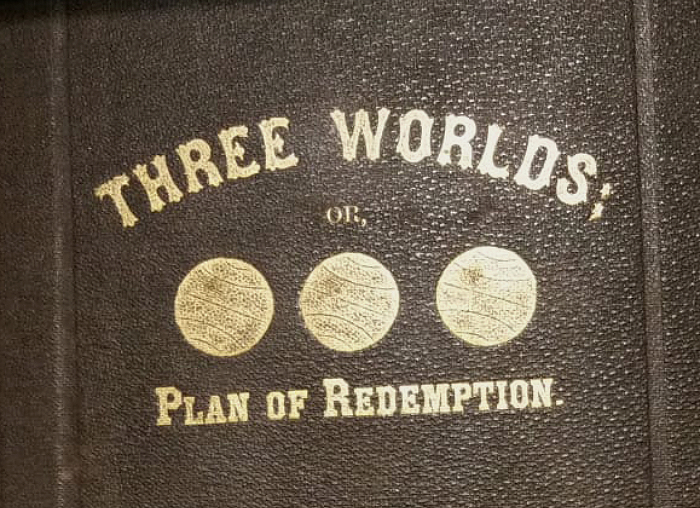 THREE WORLDS;
OR,
PLAN OF REDEMPTION.